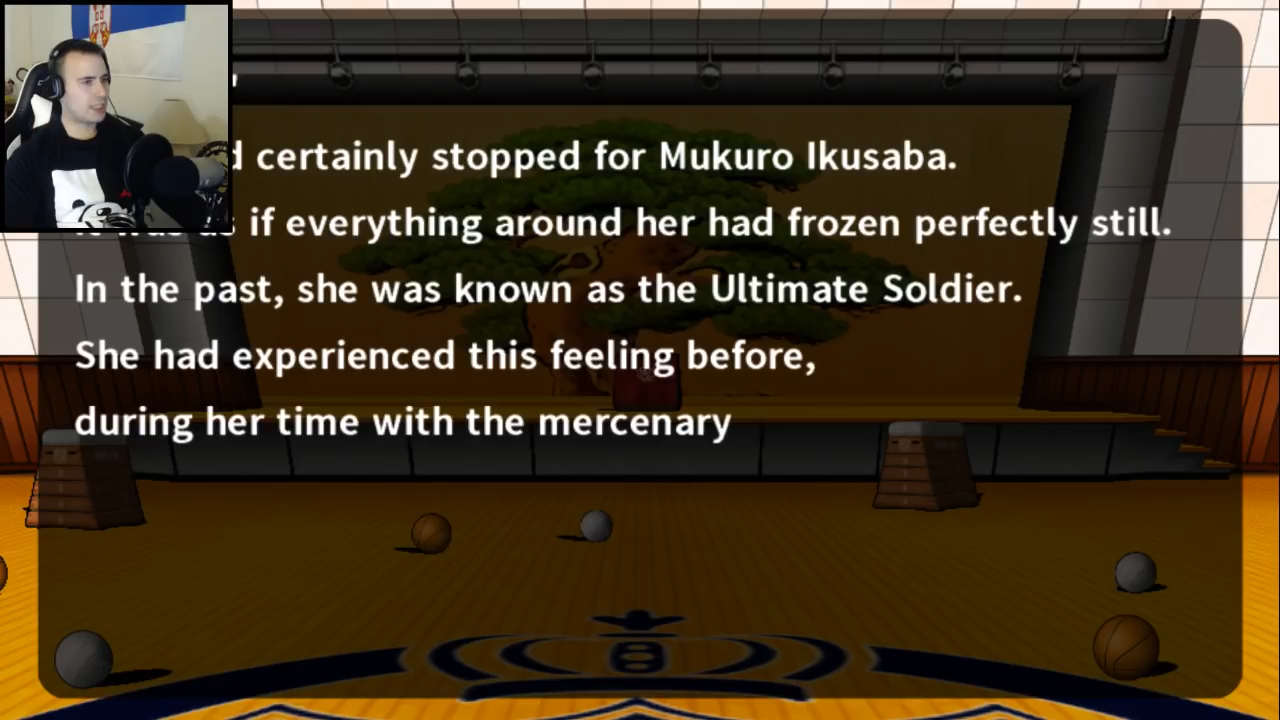 certainly stopped for Mukuro Ikusaba.
if everything around her had frozen perfectly still.
In the past, she was known as the Ultimate Soldier.
She had experienced this feeling before,
during her time with the mercenary